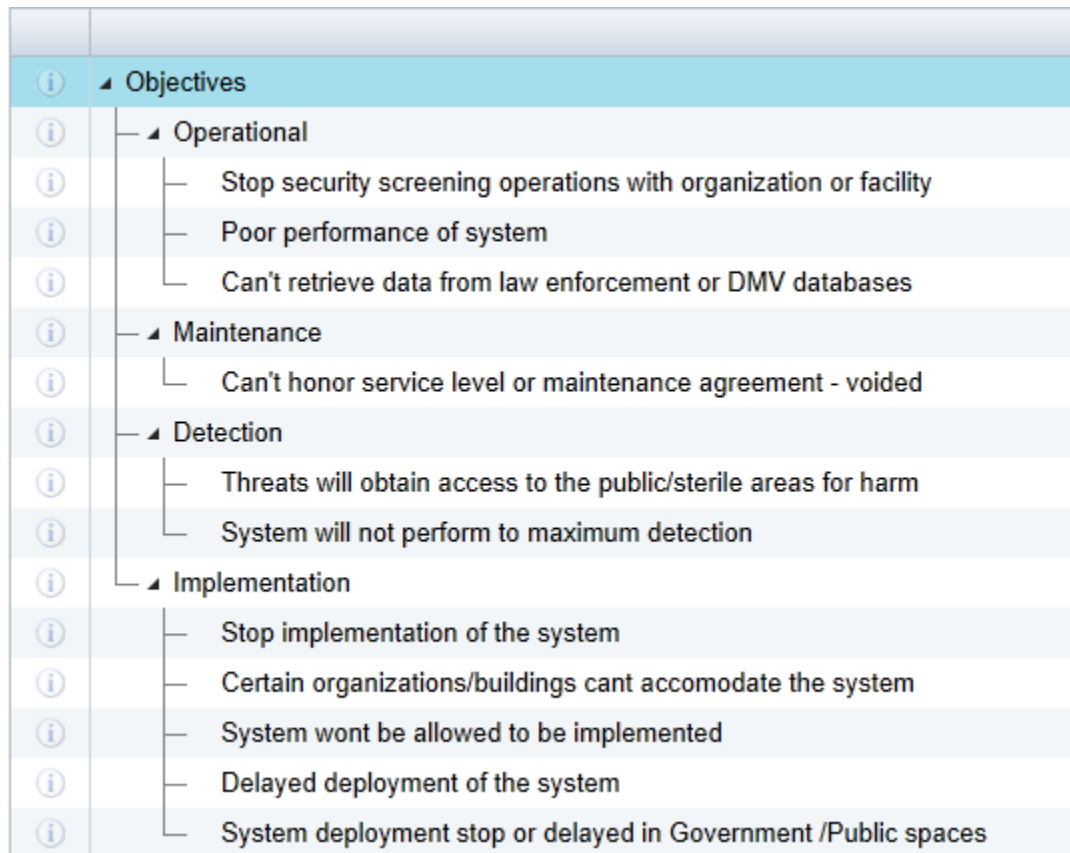 Objectives
Operational
Stop security screening operations with organization or facility
Poor performance of system
Can't retrieve data from law enforcement or DMV databases
Maintenance
Can't honor service level or maintenance agreement - voided
Detection
Threats will obtain access to the public/sterile areas for harm
System will not perform to maximum detection
Implementation
Stop implementation of the system
Certain organizations/buildings cant accomodate the system
System wont be allowed to be implemented
Delayed deployment of the system
System deployment stop or delayed in Government /Public spaces